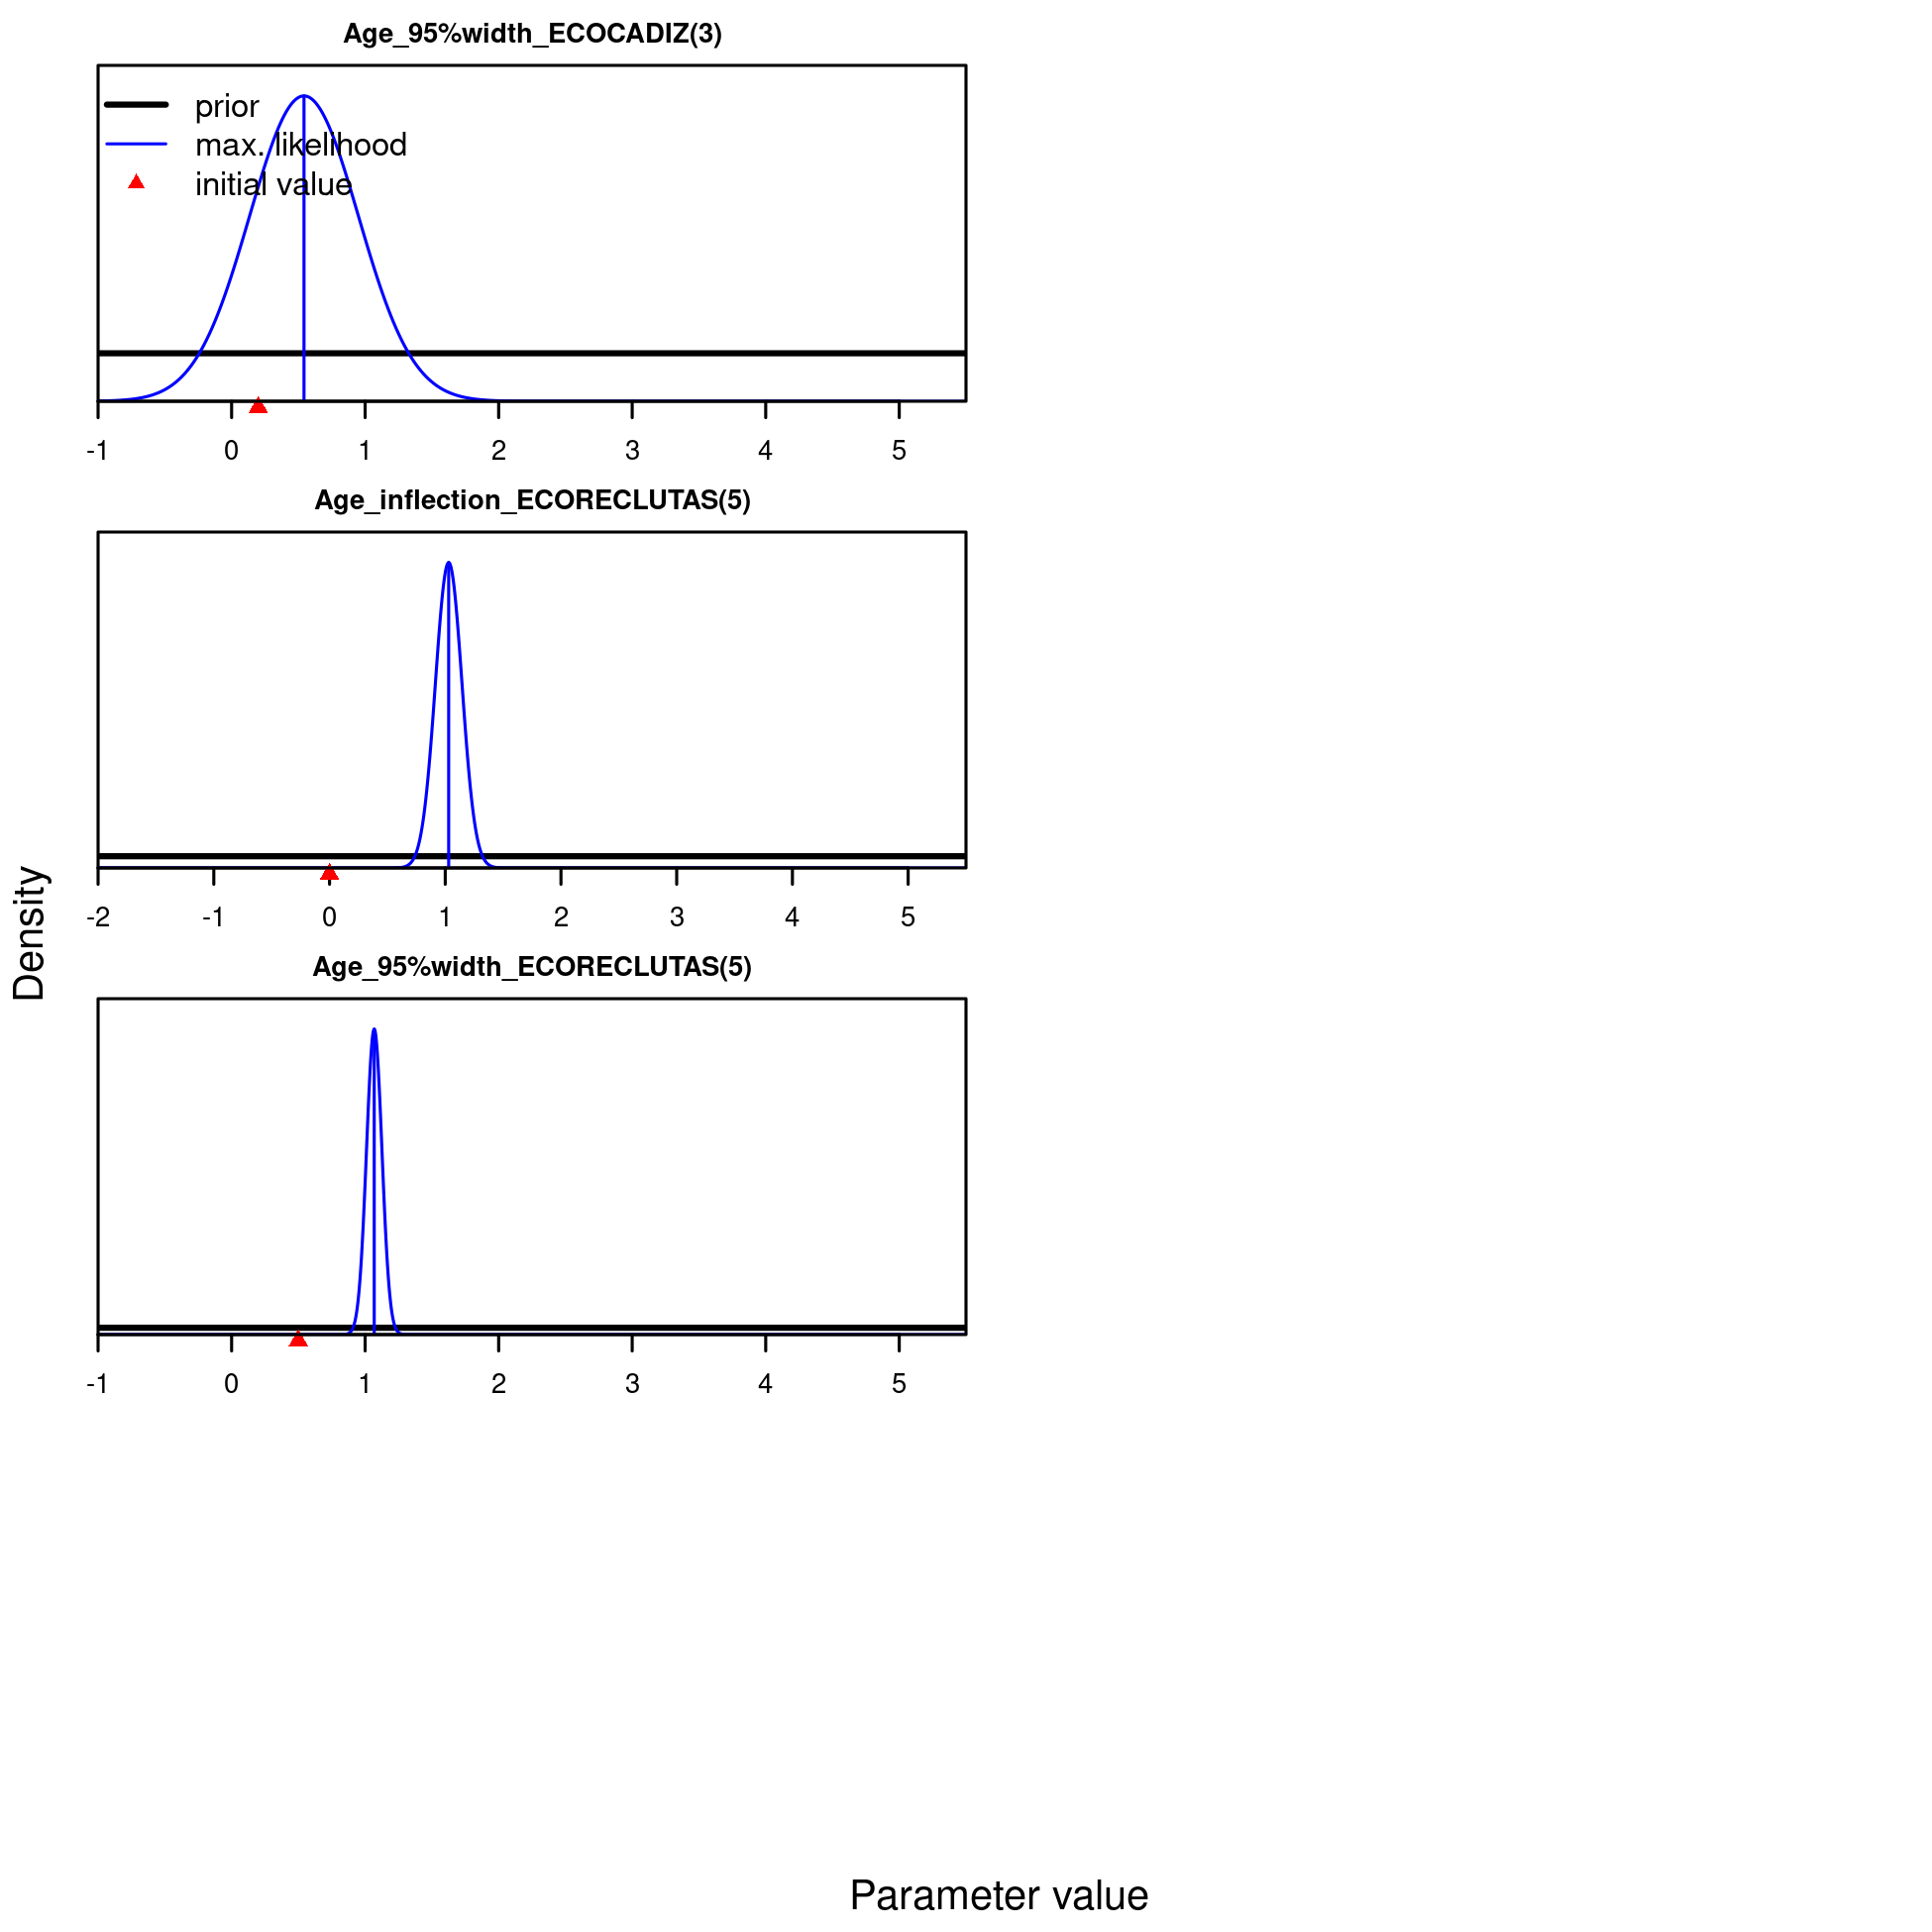 Age_95%width_ECOCADIZ(3)
prior
max. likelihood
initial value
-1 0 1 2 3 4 5
Age_inflection_ECORECLUTAS(5)
-2 -1 0 1 2 3 4 5
Density
Age_95%width_ECORECLUTAS(5)
-1 0 1 2 3 4 5
Parameter value